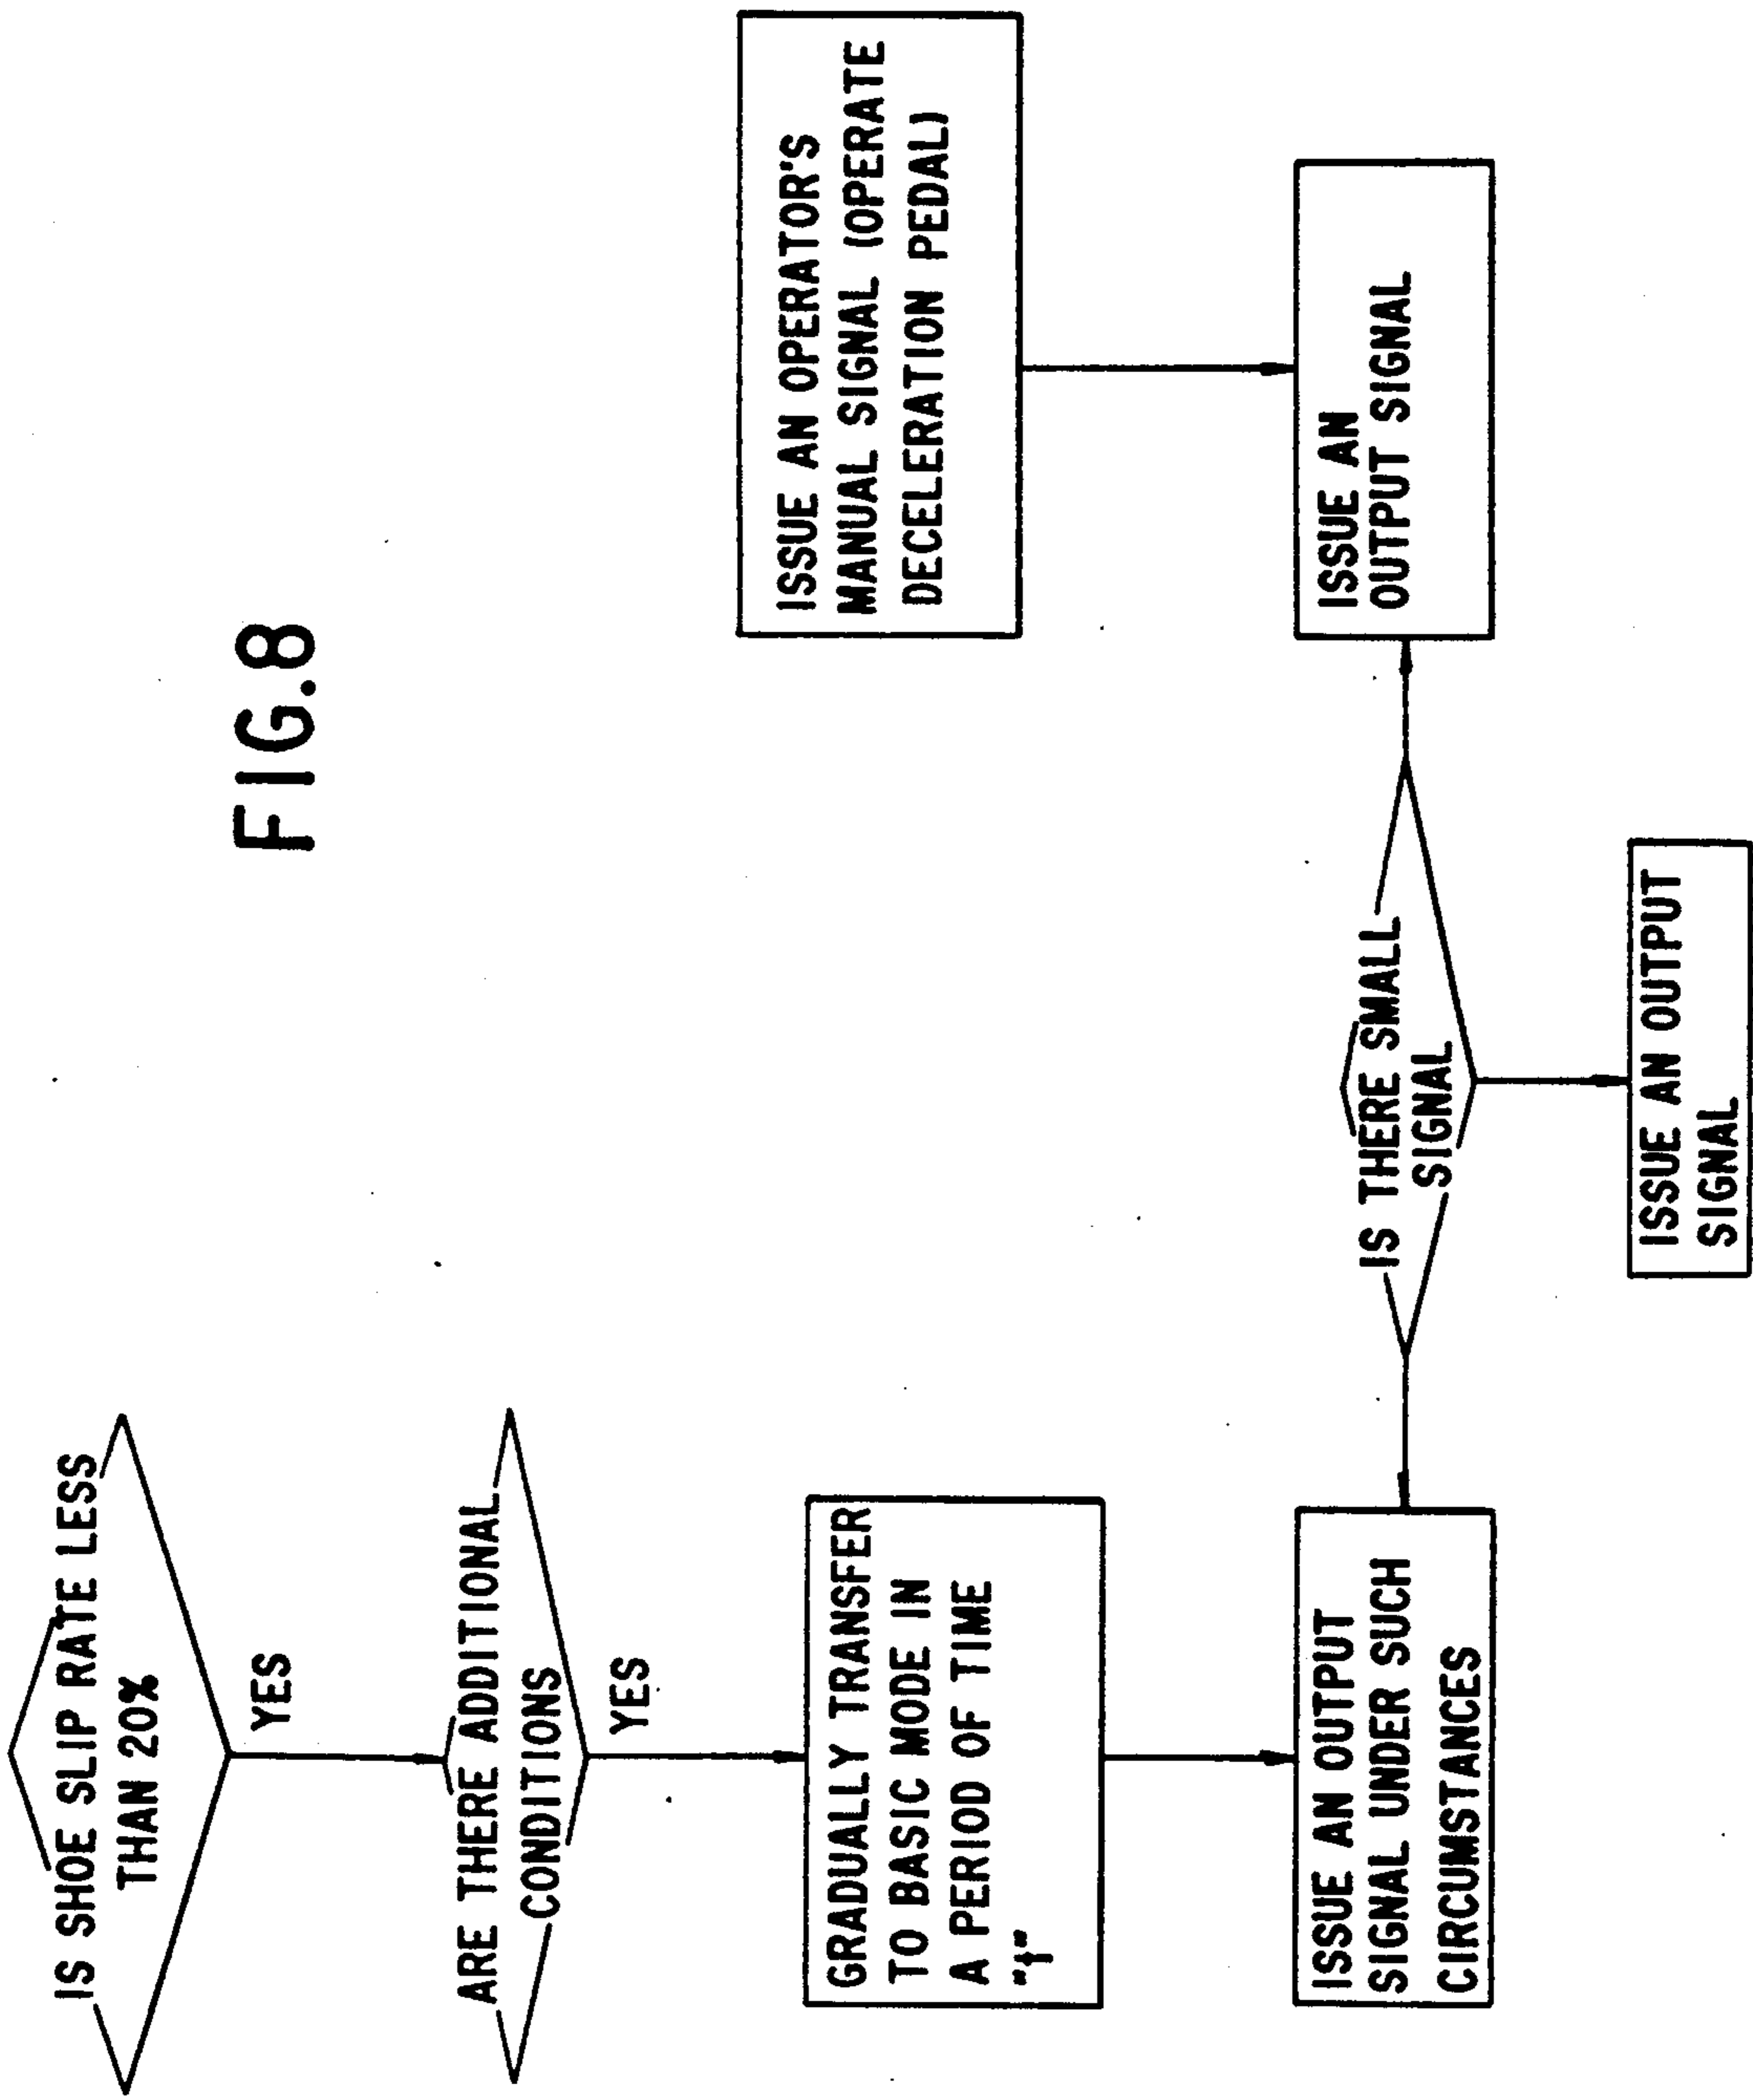 FIG.8
IS SHOE SLIP RATE LESS
THAN 20%
YES
ARE THERE ADDITIONAL
CONDITIONS
YES
GRADUALLY TRANSFER
TO BASIC MODE IN
A PERIOD OF TIME
"t"
ISSUE AN OUTPUT
SIGNAL UNDER SUCH
CIRCUMSTANCES
IS THERE SMALL
SIGNAL
ISSUE AN OUTPUT
SIGNAL
ISSUE AN OPERATOR'S
MANUAL SIGNAL (OPERATE
DECELERATION PEDAL)
ISSUE AN
OUTPUT SIGNAL